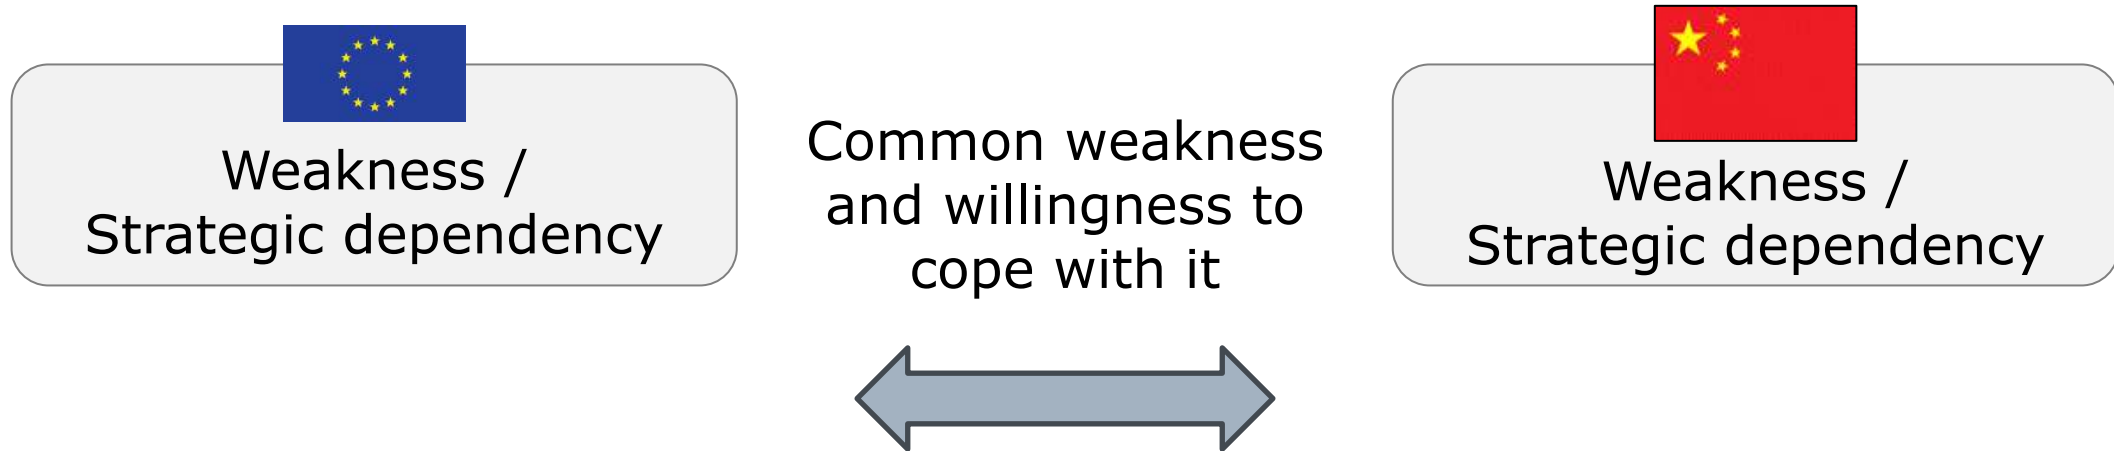 Weakness /
Strategic dependency
Common weakness
and willingness to
cope with it
Weakness /
Strategic dependency